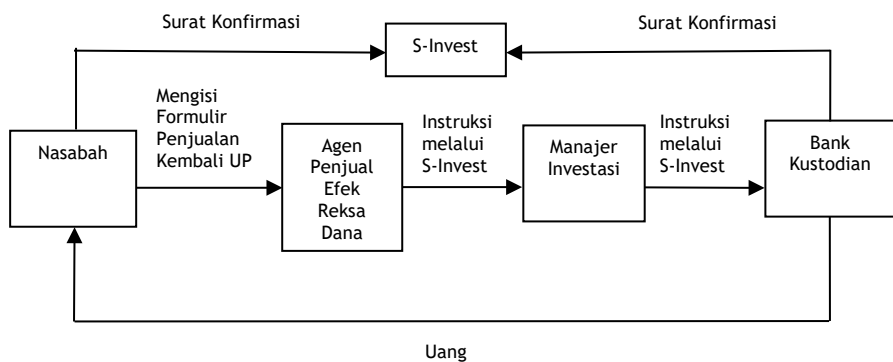 Surat Konfirmasi
Surat Konfirmasi
S-Invest
Mengisi
Formulir
Penjualan
Kembali UP
Nasabah
Agen
Penjual
Efek
Reksa
Dana
Instruksi
melalui
S-Invest
Manajer
Investasi
Instruksi
melalui
S-Invest
Bank
Kustodian
Uang